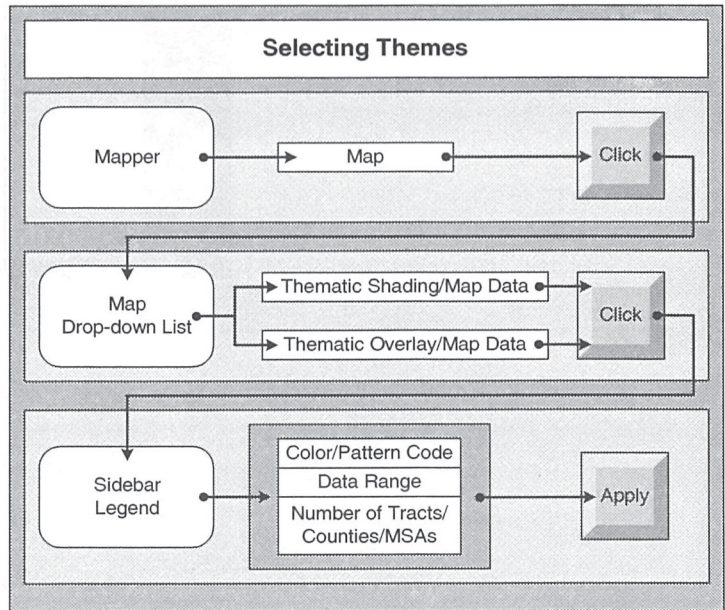 Selecting Themes
Mapper
Map
Click
Map
Drop-down List
Thematic Shading/Map Data
Thematic Overlay/Map Data
Click
Sidebar
Legend
Color/Pattern Code
Data Range
Number of Tracts/
Counties/MSAs
Apply